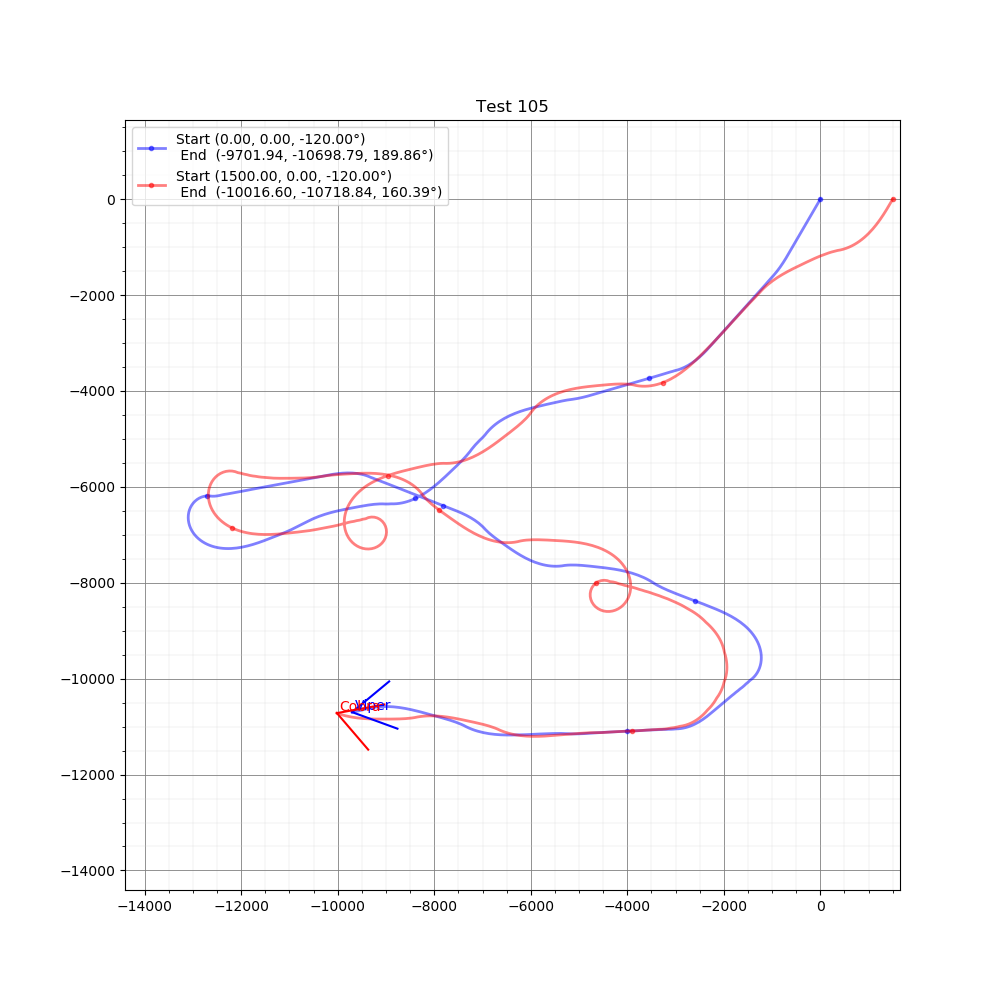 Test 105
Start (0.00, 0.00, -120.00°)
End (-9701.94, -10698.79, 189.86°)
Start (1500.00, 0.00, -120.00°)
End (-10016.60, -10718.84, 160.39°)
0
−2000
−4000
−6000
−8000
−10000
−12000
−14000
−14000 −12000 −10000 −8000 −6000 −4000 −2000 0